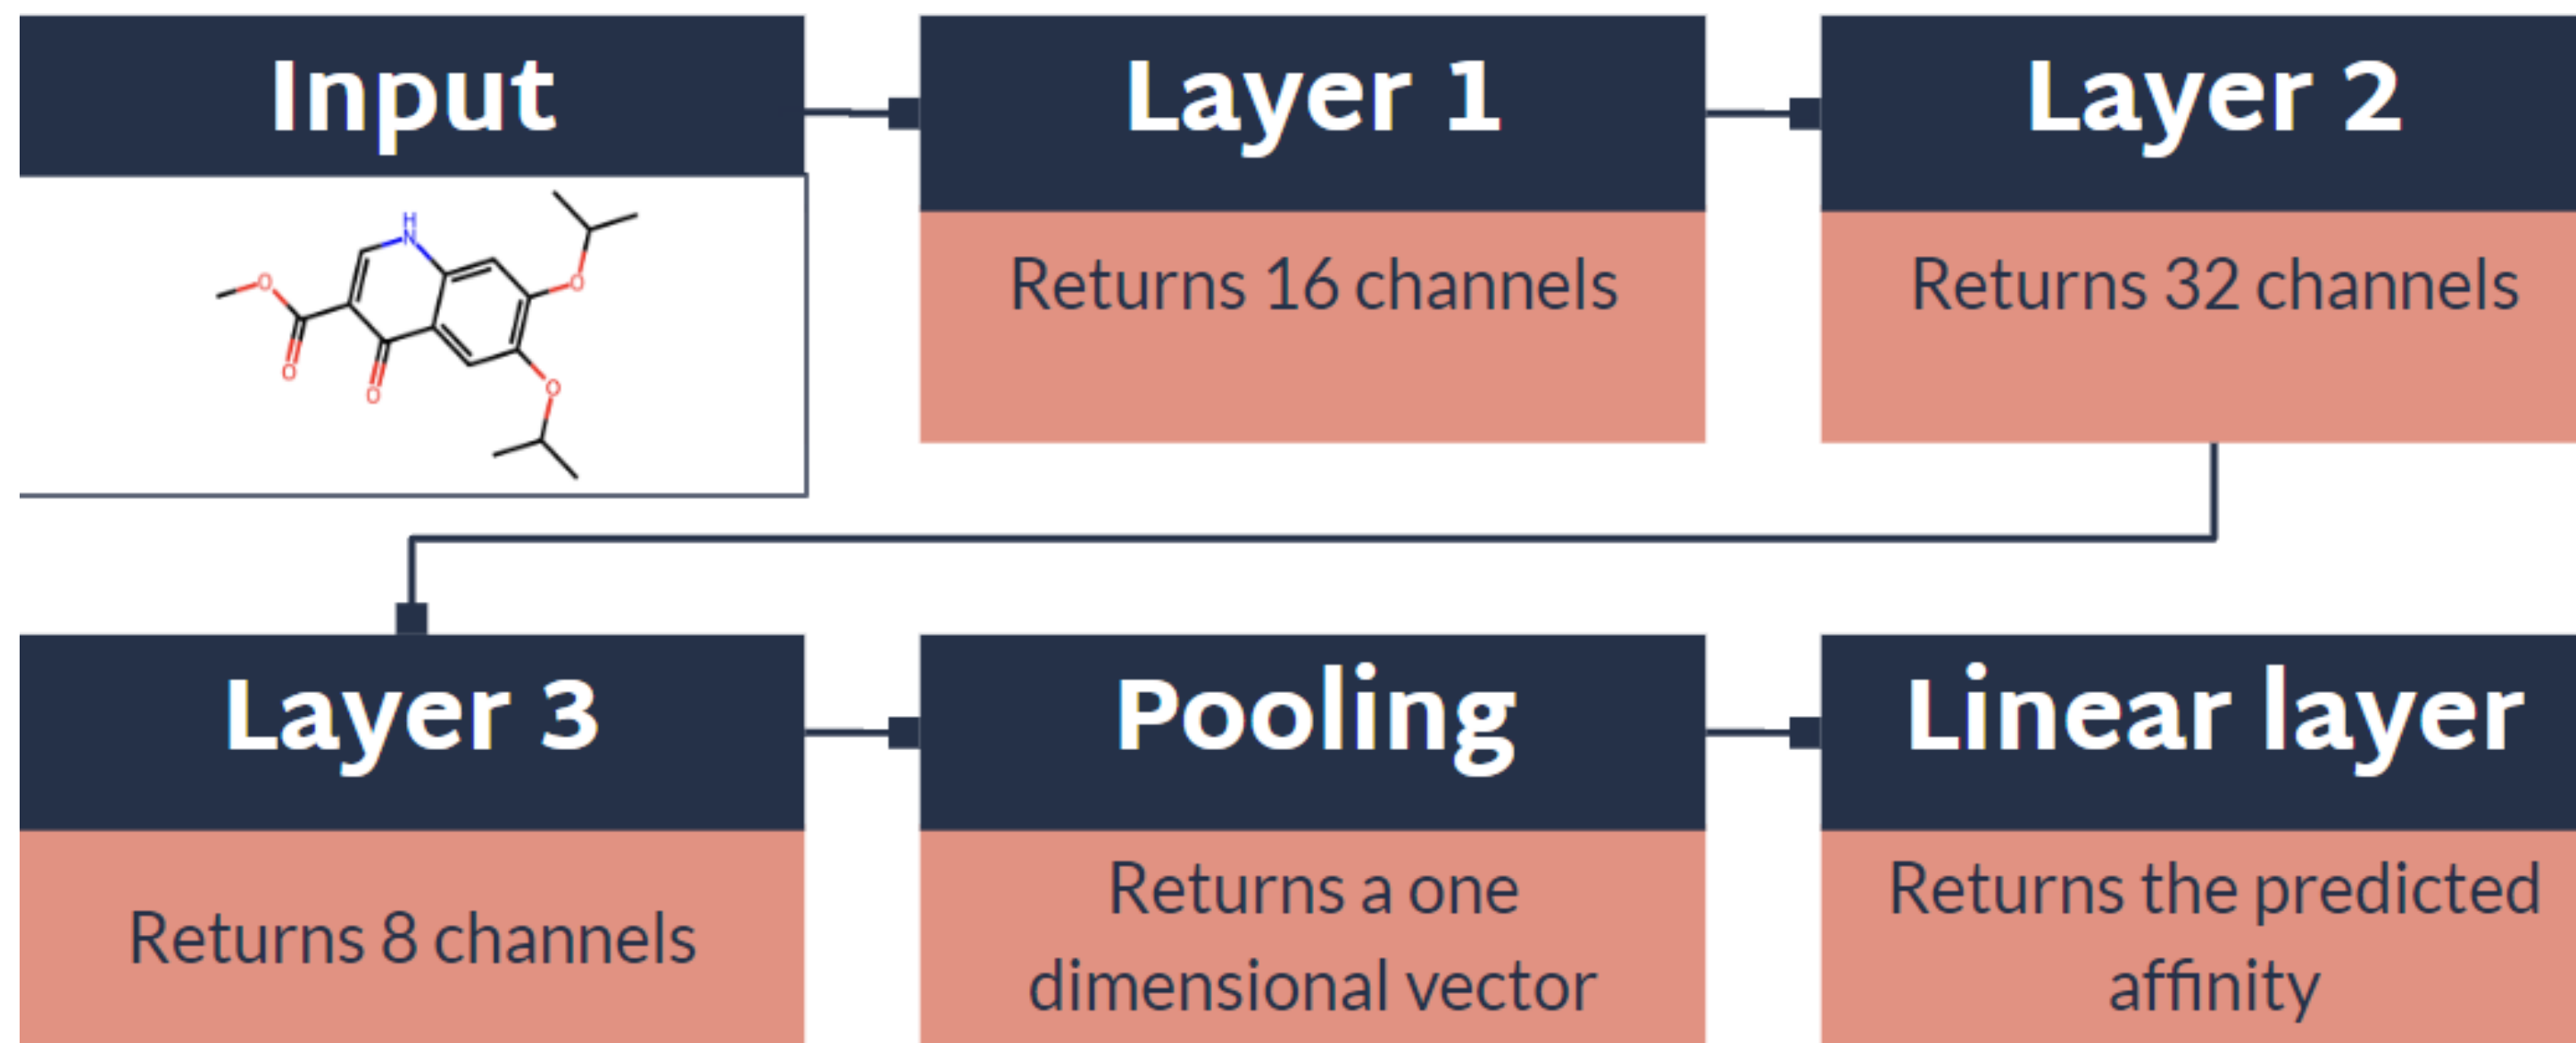 Input
Layer 1
Layer 2
H
N
O
O
O
O
O
Returns 16 channels
Returns 32 channels
Layer 3
Pooling
Linear layer
Returns 8 channels
Returns a one
dimensional vector
Returns the predicted
affinity